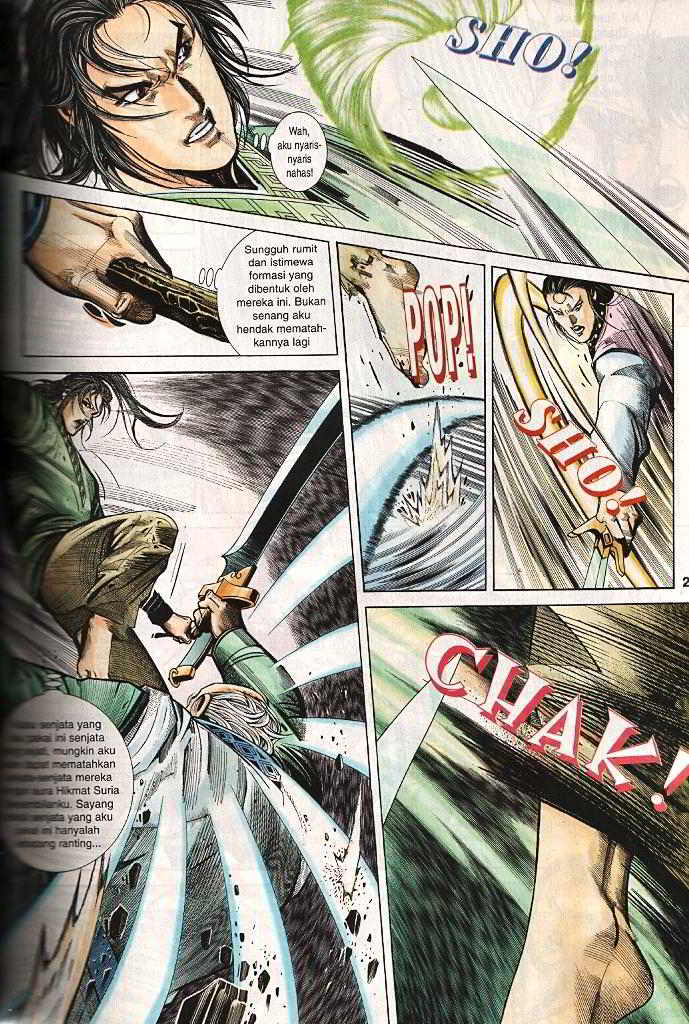 SHO!
Wah,
aku nyaris-
nyaris
nahas!
Sungguh rumit
dan istimewa
formasi yang
dibentuk oleh
mereka ini. Bukan
senang aku
hendak mematah-
kannya lagi
POP!
SHO!
2
senjata yang
ini senjata
mungkin aku
mematahkan
senjata mereka
aura Hikmat Suria
Sayang
senjata yang aku
ini hanyalah
ranting...
CHAK!